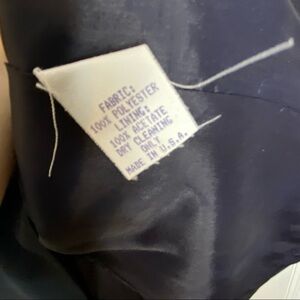 FABRIC:
100% POLYESTER
LINING:
100% ACETATE
DRY CLEANING
ONLY
MADE IN U.S.A.